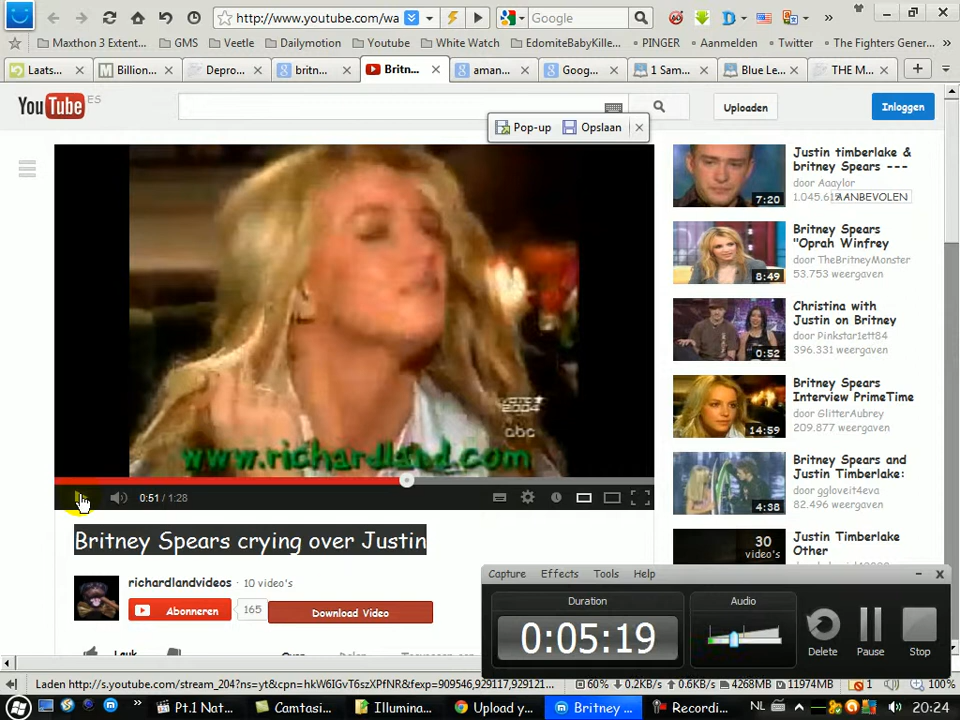 http://www.youtube.com/wa
Google
Maxthon 3 Extent...
GMS
Veetle
Dailymotion
Youtube
White Watch
EdomiteBabyKille...
PINGER
Aanmelden
Twitter
The Fighters Gener...
Laats...
Billion...
Depro...
britn...
Britn...
aman...
Goog...
1 Sam...
Blue Le...
THE M...
YouTube ES
Uploaden
Inloggen
Pop-up
Opslaan
vote 2004
abc
www.richardland.com
0:51 / 1:28
Britney Spears crying over Justin
richardlandvideos · 10 video's
Abonneren
165
Download Video
Leuk
7:20
Justin timberlake &
britney Spears ---
door Aaaylor
AANBEVOLEN
8:49
Britney Spears
"Oprah Winfrey
door TheBritneyMonster
53.753 weergaven
0:52
Christina with
Justin on Britney
door Pinkstar1ett84
396.331 weergaven
14:59
Britney Spears
Interview PrimeTime
door GlitterAubrey
209.877 weergaven
4:38
Britney Spears and
Justin Timberlake:
door ggloveit4eva
82.496 weergaven
30
video's
Justin Timberlake
Other
Capture
Effects
Tools
Help
Duration
0:05:19
Audio
Delete
Pause
Stop
Laden http://s.youtube.com/stream_204?ns=yt&cpn=hkW6IGvT6szXPfNR&fexp=909546,929117,929121...
60%
0.2KB/s
0.6KB/s
4268MB
11974MB
1
100%
Pt.1 Nat...
Camtasi...
Illumina...
Upload y...
Britney ...
Recordi...
NL
20:24